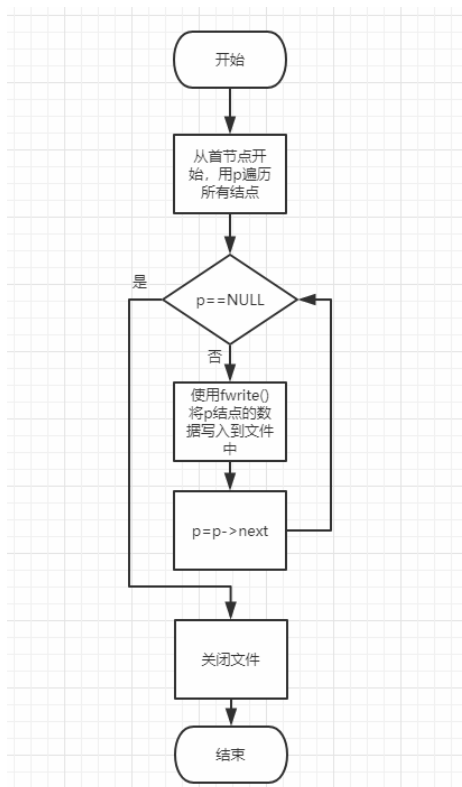 开始
从首节点开
始，用p遍历
所有结点
是
p==NULL
否
使用fwrite()
将p结点的数
据写入到文件
中
p=p->next
关闭文件
结束